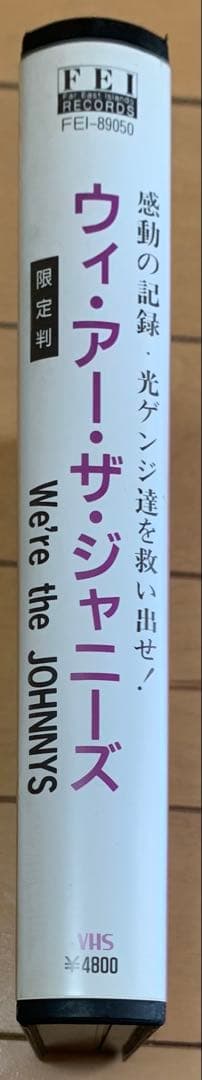 FEI
Far East Islands
RECORDS
FEI-89050
感動の記録・光ゲンジ達を救い出せ!
ウィ・アー・ザ・ジャニーズ
限定判
We're the JOHNNYS
VHS
¥4800